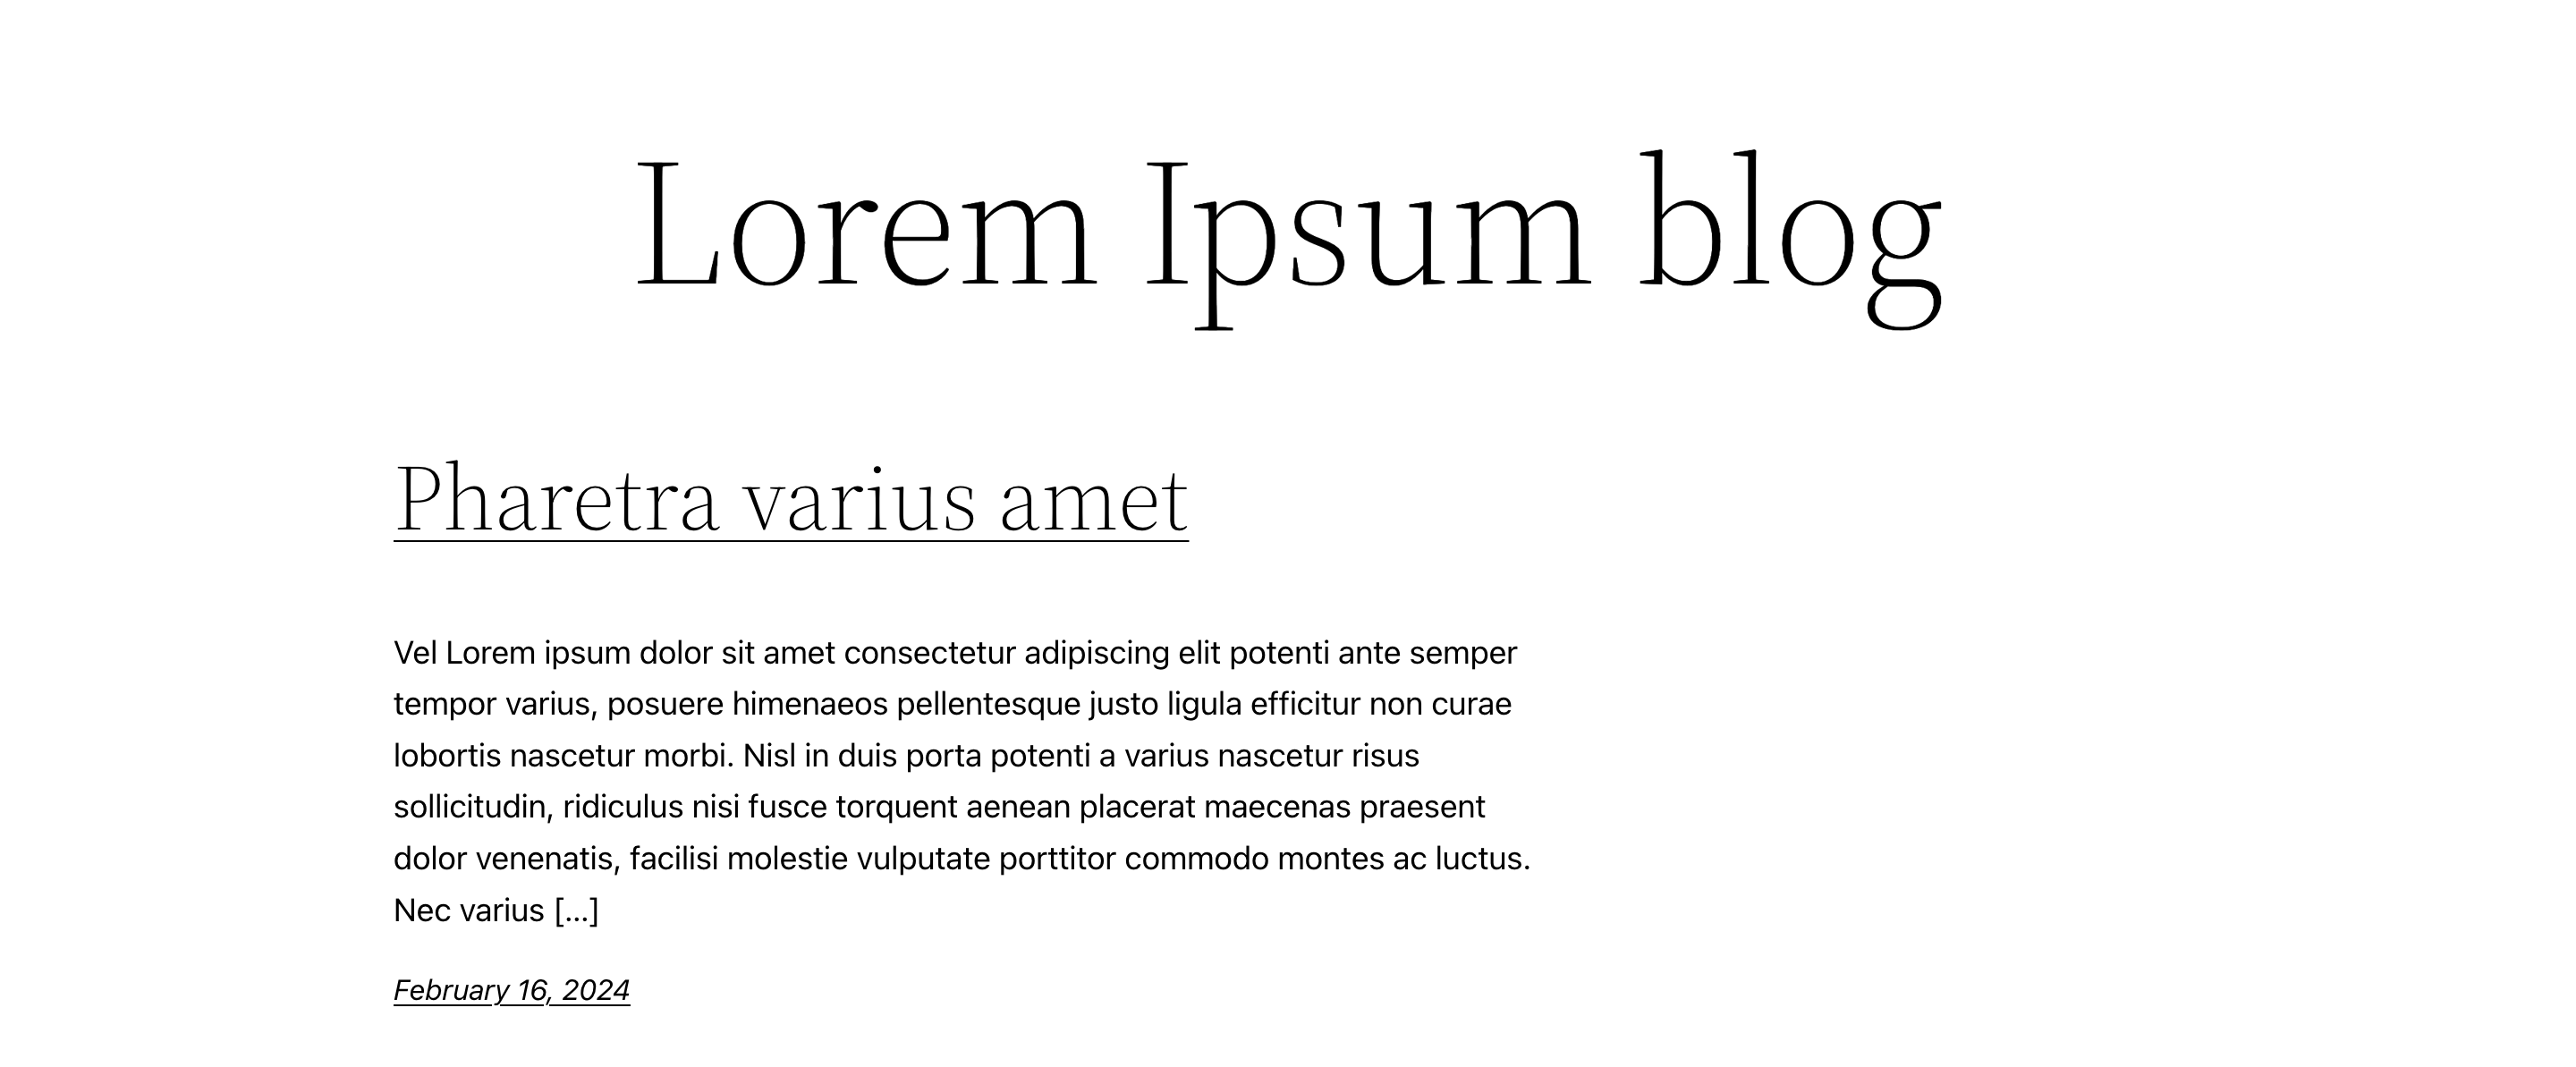 Lorem Ipsum blog
Pharetra varius amet
Vel Lorem ipsum dolor sit amet consectetur adipiscing elit potenti ante semper
tempor varius, posuere himenaeos pellentesque justo ligula efficitur non curae
lobortis nascetur morbi. Nisl in duis porta potenti a varius nascetur risus
sollicitudin, ridiculus nisi fusce torquent aenean placerat maecenas praesent
dolor venenatis, facilisi molestie vulputate porttitor commodo montes ac luctus.
Nec varius […]
February 16, 2024